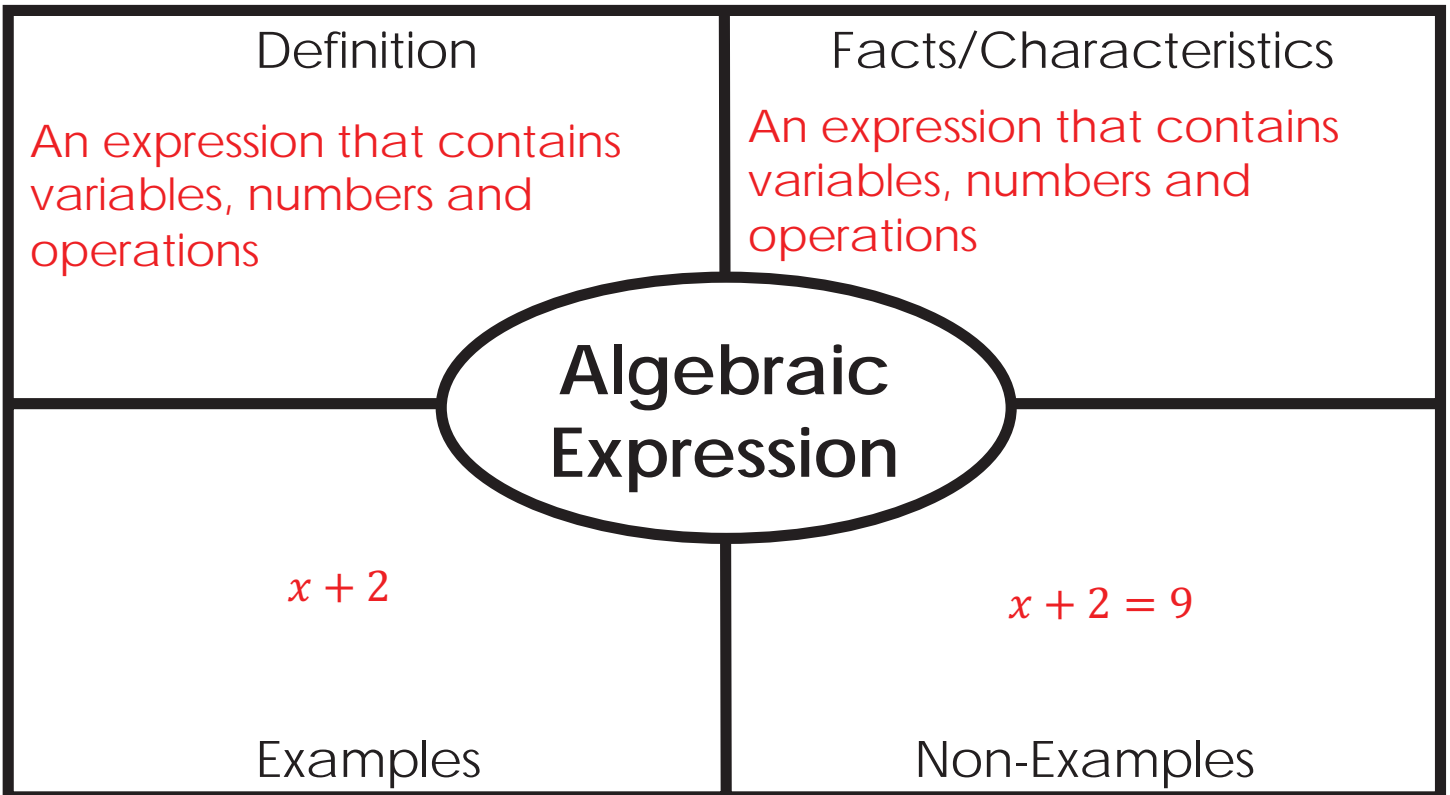 Definition
An expression that contains
variables, numbers and
operations
Facts/Characteristics
An expression that contains
variables, numbers and
operations
Algebraic
Expression
x + 2
Examples
x + 2 = 9
Non-Examples